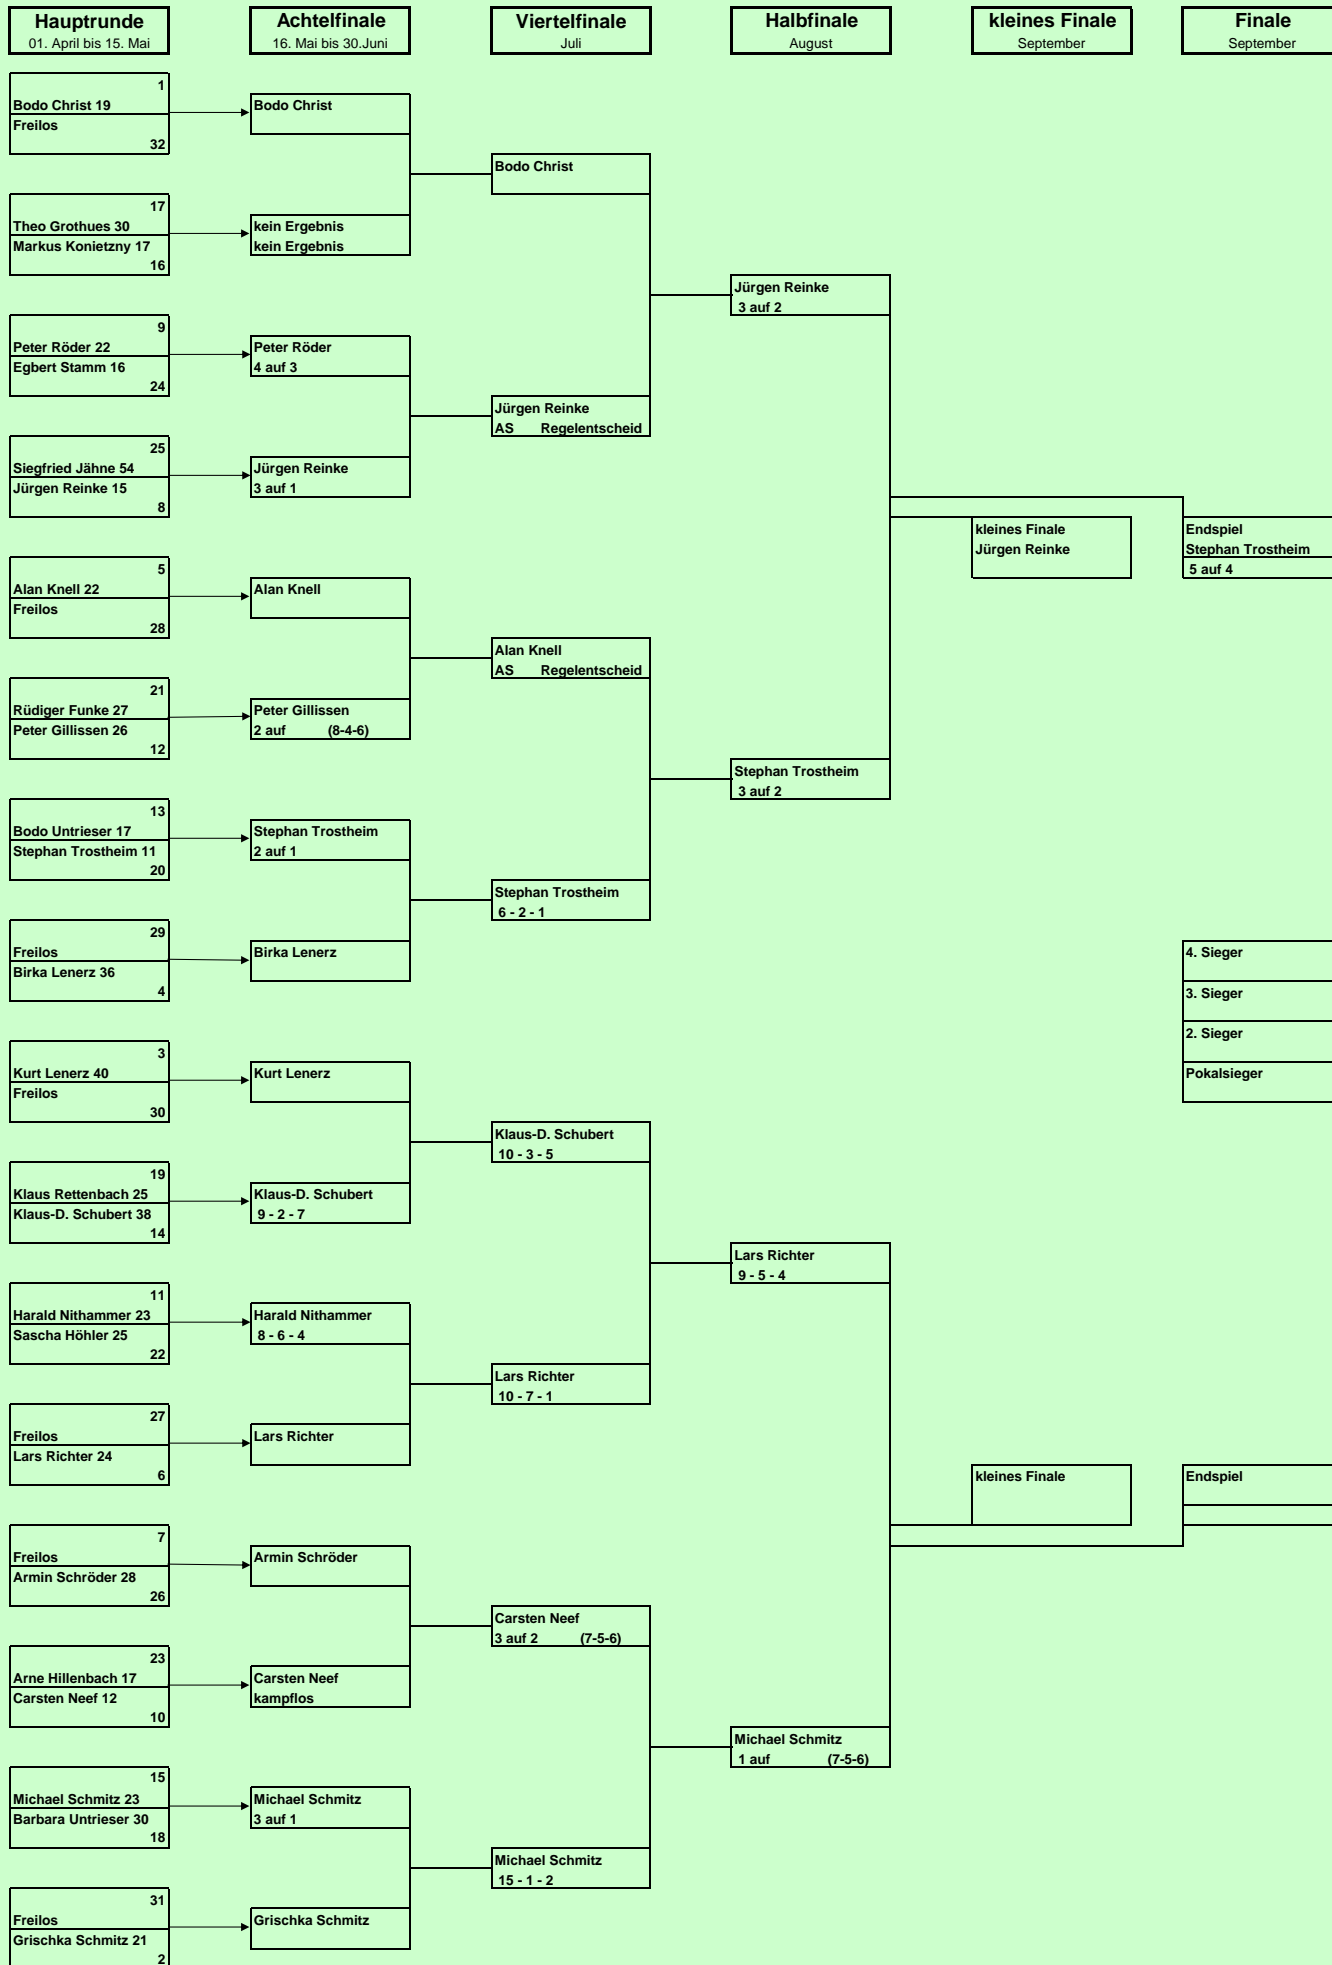 Hauptrunde
01. April bis 15. Mai
Achtelfinale
16. Mai bis 30.Juni
Viertelfinale
Juli
Halbfinale
August
kleines Finale
September
Finale
September
1
Bodo Christ 19
Freilos
32
17
Theo Grothues 30
Markus Konietzny 17
16
9
Peter Röder 22
Egbert Stamm 16
24
25
Siegfried Jähne 54
Jürgen Reinke 15
8
5
Alan Knell 22
Freilos
28
21
Rüdiger Funke 27
Peter Gillissen 26
12
13
Bodo Untrieser 17
Stephan Trostheim 11
20
29
Freilos
Birka Lenerz 36
4
3
Kurt Lenerz 40
Freilos
30
19
Klaus Rettenbach 25
Klaus-D. Schubert 38
14
11
Harald Nithammer 23
Sascha Höhler 25
22
27
Freilos
Lars Richter 24
6
7
Freilos
Armin Schröder 28
26
23
Arne Hillenbach 17
Carsten Neef 12
10
15
Michael Schmitz 23
Barbara Untrieser 30
18
31
Freilos
Grischka Schmitz 21
2
Bodo Christ
kein Ergebnis
kein Ergebnis
Peter Röder
4 auf 3
Jürgen Reinke
3 auf 1
Alan Knell
Peter Gillissen
2 auf (8-4-6)
Stephan Trostheim
2 auf 1
Birka Lenerz
Kurt Lenerz
Klaus-D. Schubert
9 - 2 - 7
Harald Nithammer
8 - 6 - 4
Lars Richter
Armin Schröder
Carsten Neef
kampflos
Michael Schmitz
3 auf 1
Grischka Schmitz
Bodo Christ
Jürgen Reinke
AS Regelentscheid
Alan Knell
AS Regelentscheid
Stephan Trostheim
6 - 2 - 1
Klaus-D. Schubert
10 - 3 - 5
Lars Richter
10 - 7 - 1
Carsten Neef
3 auf 2 (7-5-6)
Michael Schmitz
15 - 1 - 2
Jürgen Reinke
3 auf 2
Stephan Trostheim
3 auf 2
Lars Richter
9 - 5 - 4
Michael Schmitz
1 auf (7-5-6)
kleines Finale
Jürgen Reinke
kleines Finale
Endspiel
Stephan Trostheim
5 auf 4
4. Sieger
3. Sieger
2. Sieger
Pokalsieger
Endspiel